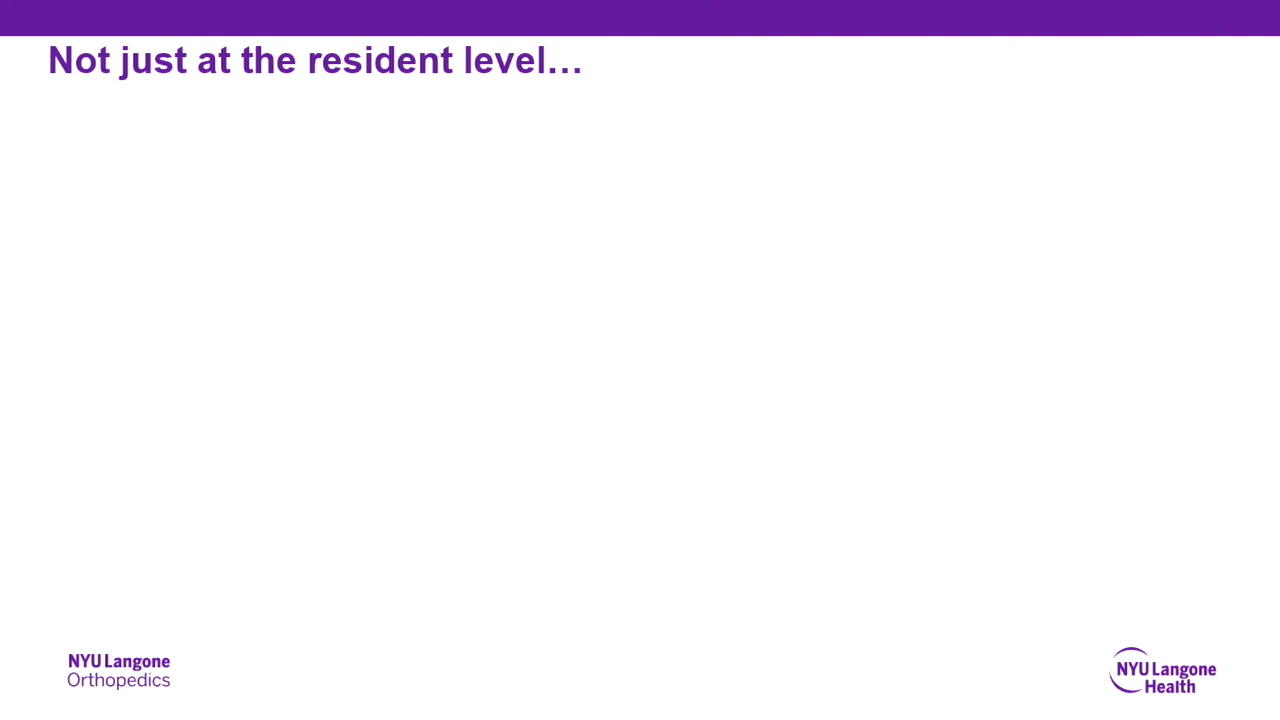 Not just at the resident level…
NYU Langone
Orthopedics
NYU Langone
Health